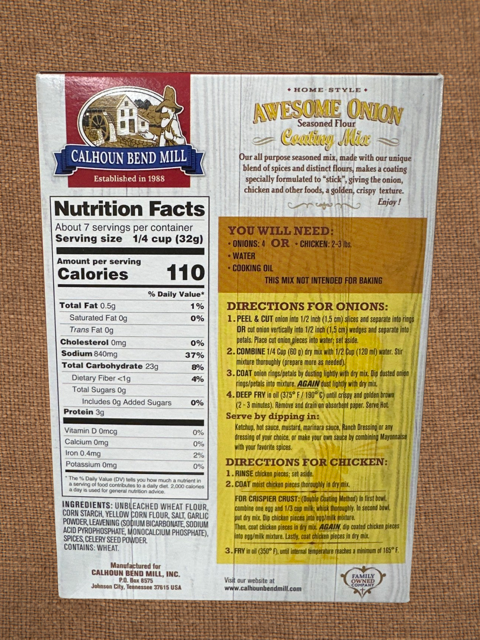 CALHOUN BEND MILL
Established in 1988
• HOME STYLE •
AWESOME ONION
Seasoned Flour
Coating Mix
Our all purpose seasoned mix, made with our unique
blend of spices and distinct flours, makes a coating
specially formulated to "stick", giving the onion,
chicken and other foods, a golden, crispy texture.
Enjoy !
Nutrition Facts
About 7 servings per container
Serving size 1/4 cup (32g)
Amount per serving
Calories 110
% Daily Value*
Total Fat 0.5g 1%
Saturated Fat 0g 0%
Trans Fat 0g
Cholesterol 0mg 0%
Sodium 840mg 37%
Total Carbohydrate 23g 8%
Dietary Fiber <1g 4%
Total Sugars 0g
Includes 0g Added Sugars 0%
Protein 3g
Vitamin D 0mcg 0%
Calcium 0mg 0%
Iron 0.4mg 2%
Potassium 0mg 0%
* The % Daily Value (DV) tells you how much a nutrient in
a serving of food contributes to a daily diet. 2,000 calories
a day is used for general nutrition advice.
INGREDIENTS: UNBLEACHED WHEAT FLOUR,
CORN STARCH, YELLOW CORN FLOUR, SALT, GARLIC
POWDER, LEAVENING (SODIUM BICARBONATE, SODIUM
ACID PYROPHOSPHATE, MONOCALCIUM PHOSPHATE),
SPICES, CELERY SEED POWDER.
CONTAINS: WHEAT.
Manufactured for
CALHOUN BEND MILL, INC.
P.O. Box 8575
Johnson City, Tennessee 37615 USA
YOU WILL NEED:
• ONIONS: 4 OR • CHICKEN: 2-3 lbs.
• WATER
• COOKING OIL
THIS MIX NOT INTENDED FOR BAKING
DIRECTIONS FOR ONIONS:
1. PEEL & CUT onion into 1/2 inch (1.5 cm) slices and separate into rings
OR cut onion vertically into 1/2 inch (1.5 cm) wedges and separate into
petals. Place cut onion pieces into water; set aside.
2. COMBINE 1/4 Cup (60 g) dry mix with 1/2 Cup (120 ml) water. Stir
mixture thoroughly (prepare more as needed).
3. COAT onion rings/petals by dusting lightly with dry mix. Dip dusted onion
rings/petals into mixture. AGAIN dust lightly with dry mix.
4. DEEP FRY in oil (375° F / 190° C) until crispy and golden brown
(2 - 3 minutes). Remove and drain on absorbent paper. Serve Hot.
Serve by dipping in:
Ketchup, hot sauce, mustard, marinara sauce, Ranch Dressing or any
dressing of your choice, or make your own sauce by combining Mayonnaise
with your favorite spices.
DIRECTIONS FOR CHICKEN:
1. RINSE chicken pieces; set aside.
2. COAT moist chicken pieces thoroughly in dry mix.
FOR CRISPIER CRUST: (Double Coating Method) In first bowl,
combine one egg and 1/3 cup milk; whisk thoroughly. In second bowl,
put dry mix. Dip chicken pieces into egg/milk mixture.
Then, coat chicken pieces in dry mix. AGAIN dip coated chicken pieces
into egg/milk mixture. Lastly, coat chicken pieces in dry mix.
3. FRY in oil (350° F), until internal temperature reaches a minimum of 165° F.
Visit our website at
www.calhounbendmill.com
FAMILY
OWNED
COMPANY